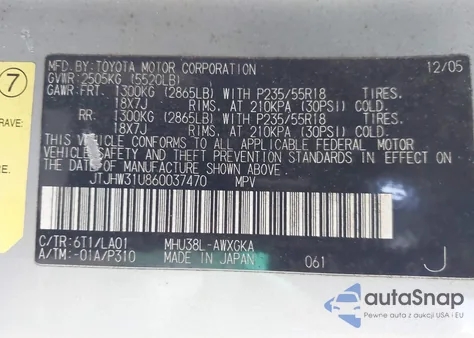 MFD.BY:TOYOTA MOTOR CORPORATION 12/05
GVWR:2505KG (5520LB)
GAWR:FRT. 1300KG (2865LB) WITH P235/55R18 TIRES.
18X7J RIMS, AT 210KPA (30PSI) COLD.
RR. 1300KG (2865LB) WITH P235/55R18 TIRES.
18X7J RIMS, AT 210KPA (30PSI) COLD.
THIS VEHICLE CONFORMS TO ALL APPLICABLE FEDERAL MOTOR
VEHICLE SAFETY AND THEFT PREVENTION STANDARDS IN EFFECT ON
THE DATE OF MANUFACTURE SHOWN ABOVE.
JTJHW31U860037470 MPV
C/TR:6T1/LA01 MHU38L-AWXGKA
A/TM:-01A/P310 MADE IN JAPAN 061 J
7
RAVE:
autoSnap
Pewne auta z USA i EU